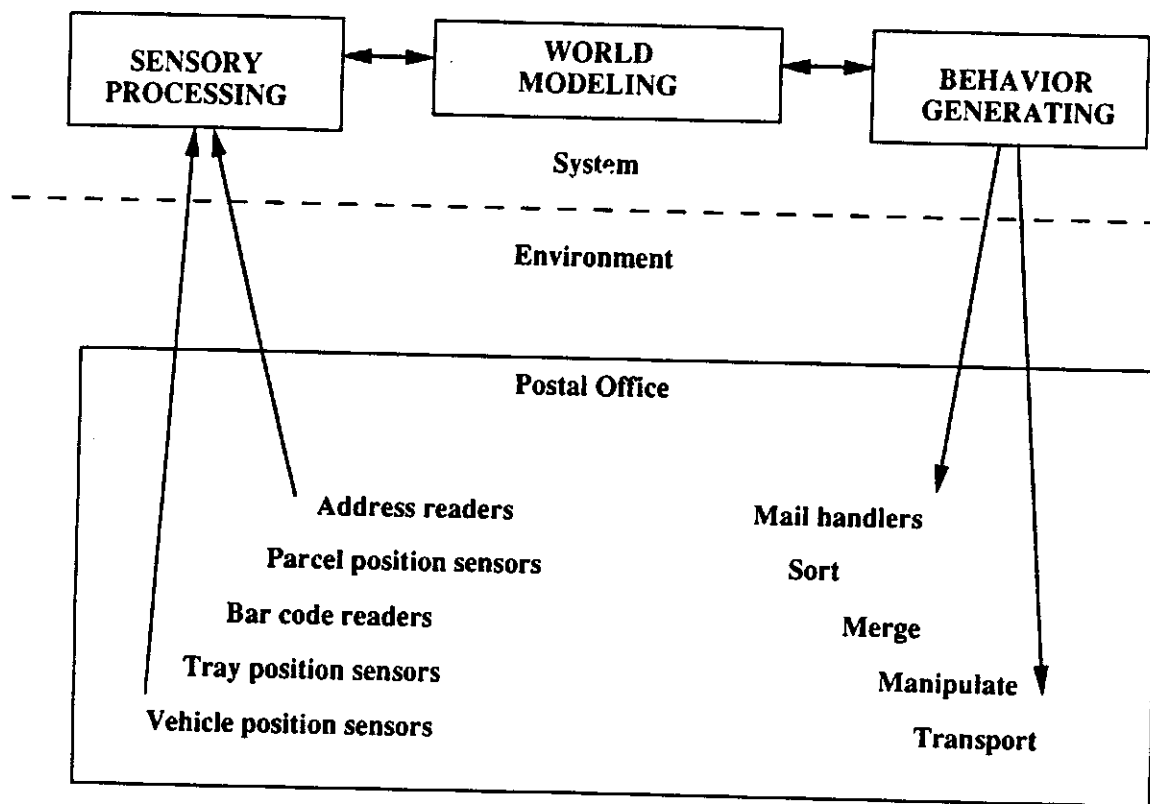 SENSORY
PROCESSING
WORLD
MODELING
BEHAVIOR
GENERATING
System
Environment
Postal Office
Address readers
Parcel position sensors
Bar code readers
Tray position sensors
Vehicle position sensors
Mail handlers
Sort
Merge
Manipulate
Transport